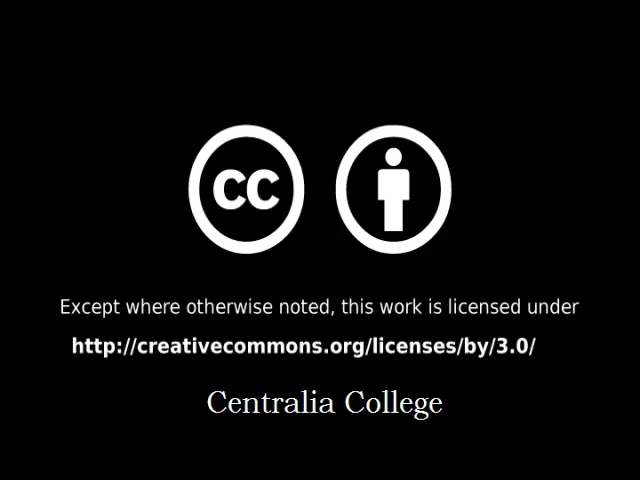 CC
Except where otherwise noted, this work is licensed under
http://creativecommons.org/licenses/by/3.0/
Centralia College